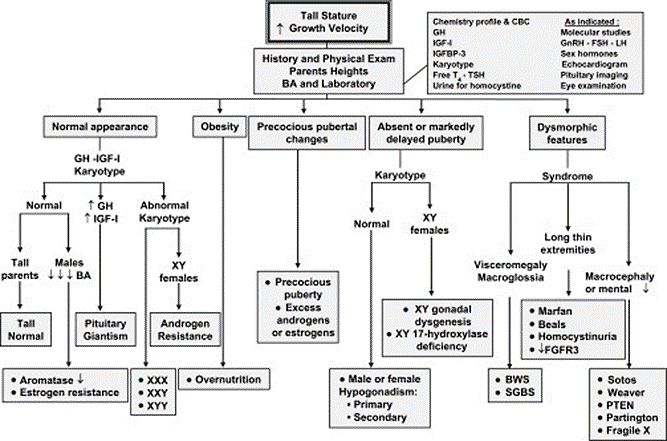 Tall Stature
↑ Growth Velocity
History and Physical Exam
Parents Heights
BA and Laboratory
Chemistry profile & CBC
GH
IGF-I
IGFBP-3
Karyotype
Free T4 - TSH
Urine for homocystine
As indicated :
Molecular studies
GnRH - FSH - LH
Sex hormones
Echocardiogram
Pituitary imaging
Eye examination
Normal appearance
Obesity
Precocious pubertal
changes
Absent or markedly
delayed puberty
Dysmorphic
features
GH -IGF-I
Karyotype
Karyotype
Syndrome
Normal
↑ GH
↑ IGF-I
Abnormal
Karyotype
Normal
XY
females
Long thin
extremities
Tall
parents
Males
↓ ↓ ↓ BA
XY
females
Visceromegaly
Macroglossia
Macrocephaly
or mental ↓
Tall
Normal
Pituitary
Giantism
Androgen
Resistance
• Precocious
puberty
• Excess
androgens
or estrogens
• XY gonadal
dysgenesis
• XY 17-hydroxylase
deficiency
• Marfan
• Beals
• Homocystinuria
• ↓FGFR3
• Aromatase ↓
• Estrogen resistance
• XXX
• XXY
• XYY
• Overnutrition
• Male or female
Hypogonadism:
• Primary
• Secondary
• BWS
• SGBS
• Sotos
• Weaver
• PTEN
• Partington
• Fragile X